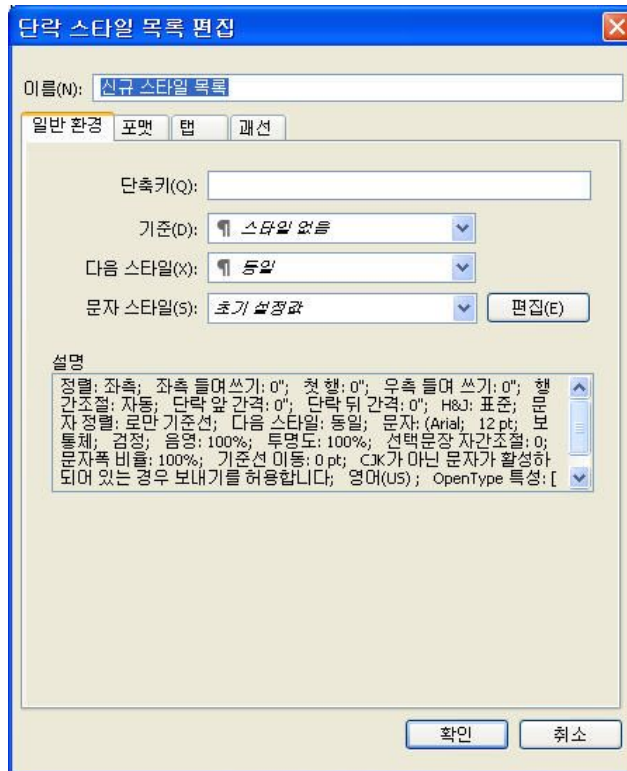 단락 스타일 목록 편집
이름(N): 신규 스타일 목록
일반 환경 포맷 탭 괘선
단축키(Q):
기준(D): ¶ 스타일 없음
다음 스타일(X): ¶ 동일
문자 스타일(S): 초기 설정값 편집(E)
설명
정렬: 좌측; 좌측 들여쓰기: 0"; 첫 행: 0"; 우측 들여 쓰기: 0"; 행
간조절: 자동; 단락 앞 간격: 0"; 단락 뒤 간격: 0"; H&J: 표준; 문
자 정렬: 로만 기준선; 다음 스타일: 동일; 문자: (Arial; 12 pt; 보
통체; 검정; 음영: 100%; 투명도: 100%; 선택문장 자간조절: 0;
문자폭 비율: 100%; 기준선 이동: 0 pt; CJK가 아닌 문자가 활성하
되어 있는 경우 보내기를 허용합니다; 영어(US) ; OpenType 특성: [
확인 취소